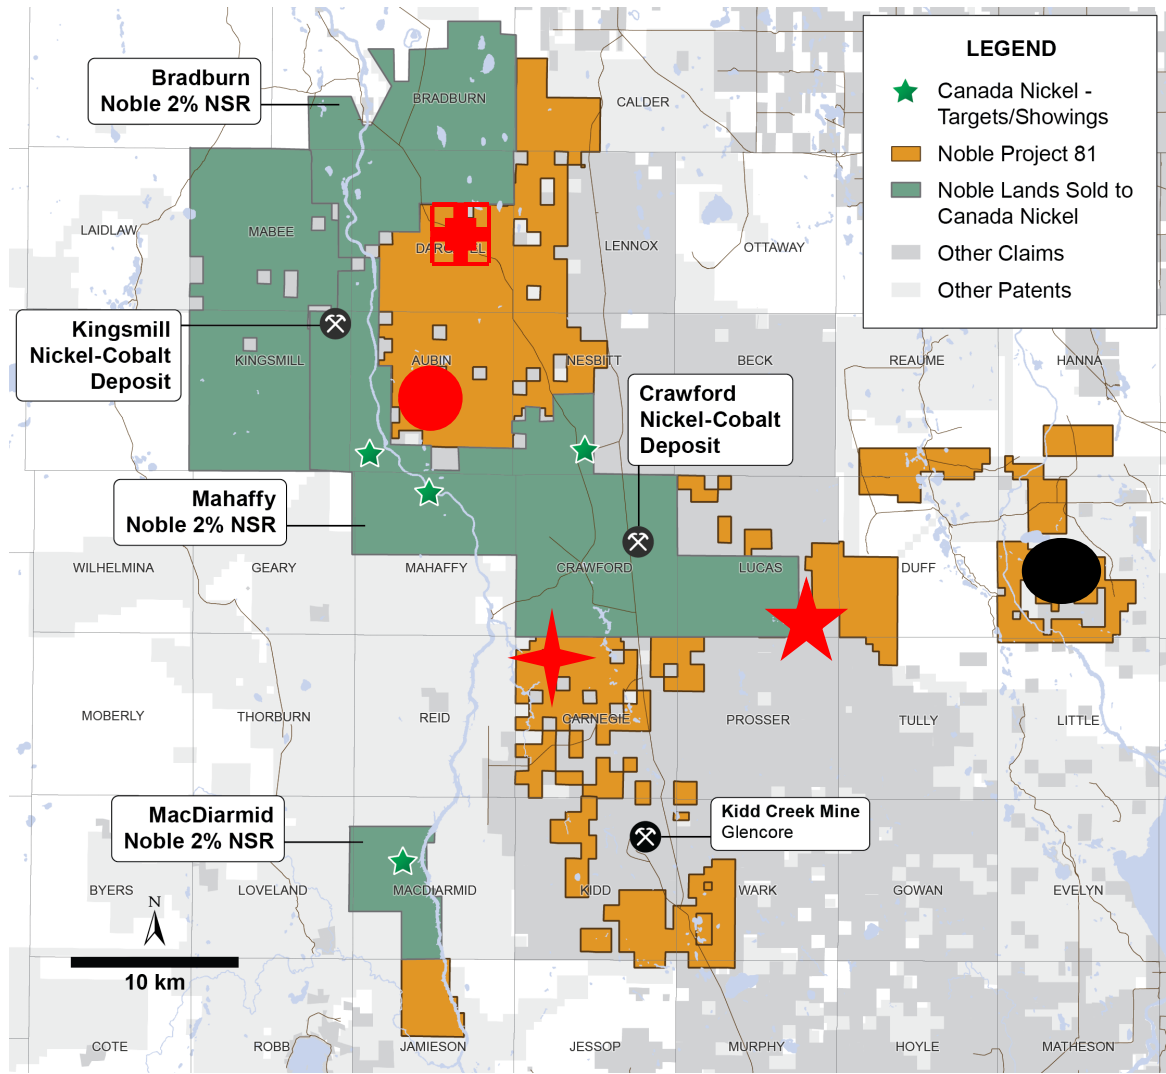 LEGEND
Canada Nickel -
Targets/Showings
Noble Project 81
Noble Lands Sold to
Canada Nickel
Other Claims
Other Patents
Bradburn
Noble 2% NSR
BRADBURN
CALDER
LAIDLAW
MABEE
LENNOX
OTTAWAY
Kingsmill
Nickel-Cobalt
Deposit
KINGSMILL
AUBIN
NESBITT
BECK
REAUME
HANNA
Crawford
Nickel-Cobalt
Deposit
Mahaffy
Noble 2% NSR
WILHELMINA
GEARY
MAHAFFY
CRAWFORD
LUCAS
DUFF
MOBERLY
THORBURN
REID
CARNEGIE
PROSSER
TULLY
LITTLE
MacDiarmid
Noble 2% NSR
Kidd Creek Mine
Glencore
BYERS
LOVELAND
MACDIARMID
KIDD
WARK
GOWAN
EVELYN
N
10 km
COTE
ROBB
JAMIESON
JESSOP
MURPHY
HOYLE
MATHESON